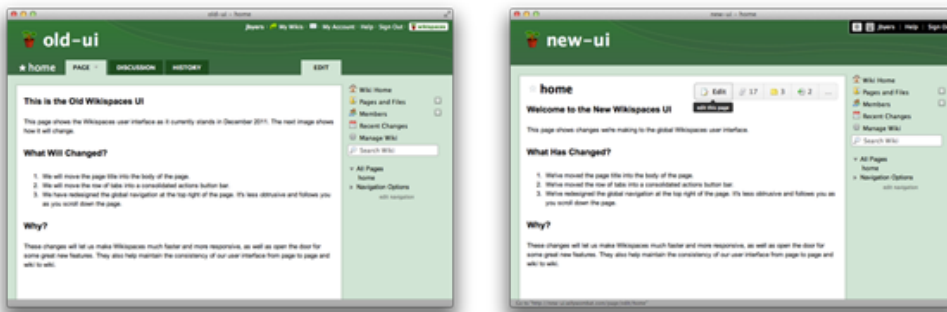 old-ui – home
jbyers My Wikis My Account Help Sign Out wikispaces
old-ui
home PAGE DISCUSSION HISTORY EDIT
This is the Old Wikispaces UI
This page shows the Wikispaces user interface as it currently stands in December 2011. The next image shows
how it will change.
What Will Changed?
1. We will move the page title into the body of the page.
2. We will move the row of tabs into a consolidated actions button bar.
3. We have redesigned the global navigation at the top right of the page. It's less obtrusive and follows you
as you scroll down the page.
Why?
These changes will let us make Wikispaces much faster and more responsive, as well as open the door for
some great new features. They also help maintain the consistency of our user interface from page to page and
wiki to wiki.
Wiki Home
Pages and Files
Members
Recent Changes
Manage Wiki
Search Wiki
All Pages
home
Navigation Options
edit navigation
new-ui – home
jbyers Help Sign Out
new-ui
home Edit 17 3 2 ...
edit this page
Welcome to the New Wikispaces UI
This page shows changes we're making to the global Wikispaces user interface.
What Has Changed?
1. We've moved the page title into the body of the page.
2. We've moved the row of tabs into a consolidated actions button bar.
3. We've redesigned the global navigation at the top right of the page. It's less obtrusive and follows you as
you scroll down the page.
Why?
These changes will let us make Wikispaces much faster and more responsive, as well as open the door for
some great new features. They also help maintain the consistency of our user interface from page to page and
wiki to wiki.
Wiki Home
Pages and Files
Members
Recent Changes
Manage Wiki
Search Wiki
All Pages
home
Navigation Options
edit navigation